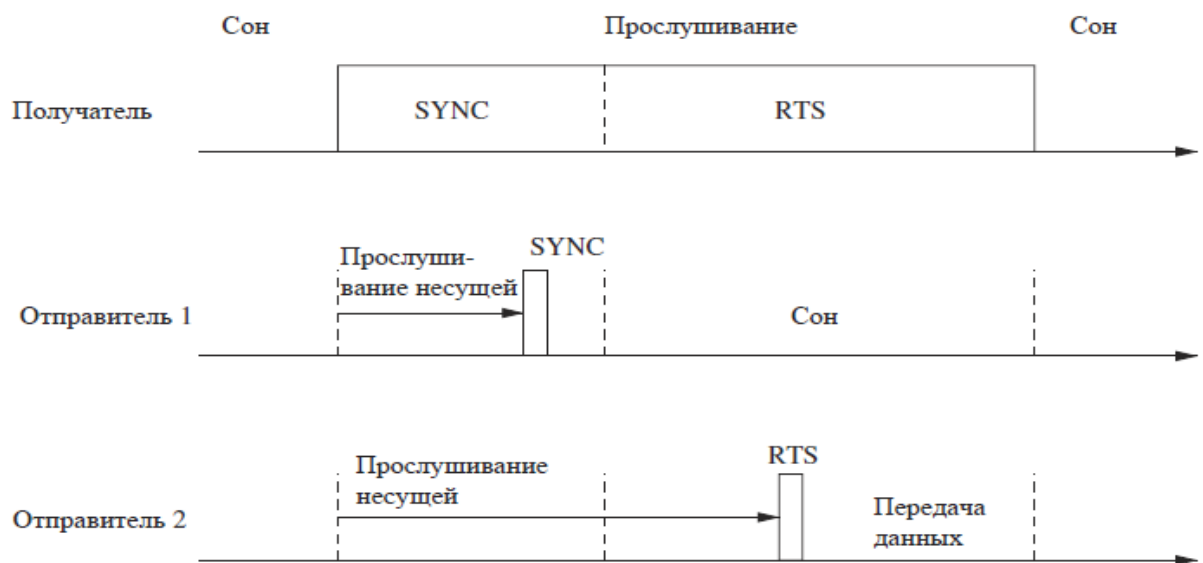 Сон Прослушивание Сон
Получатель SYNC RTS
SYNC
Прослуши-
вание несущей
Отправитель 1 Сон
RTS
Прослушивание
несущей
Передача
Отправитель 2
данных